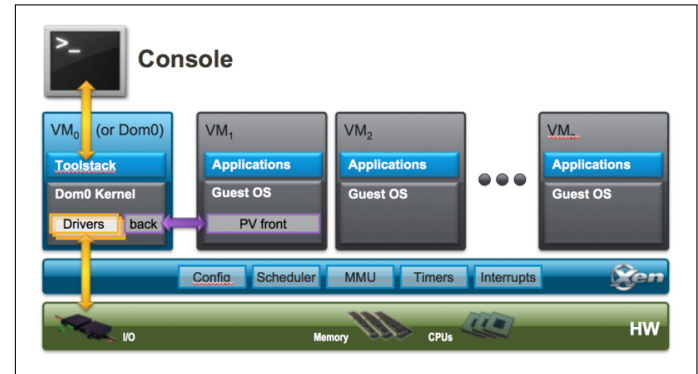 >_
Console
VM0 (or Dom0)
Toolstack
Dom0 Kernel
Drivers
back
VM1
Applications
Guest OS
PV front
VM2
Applications
Guest OS
VMn
Applications
Guest OS
Config
Scheduler
MMU
Timers
Interrupts
Xen
I/O
Memory
CPUs
HW